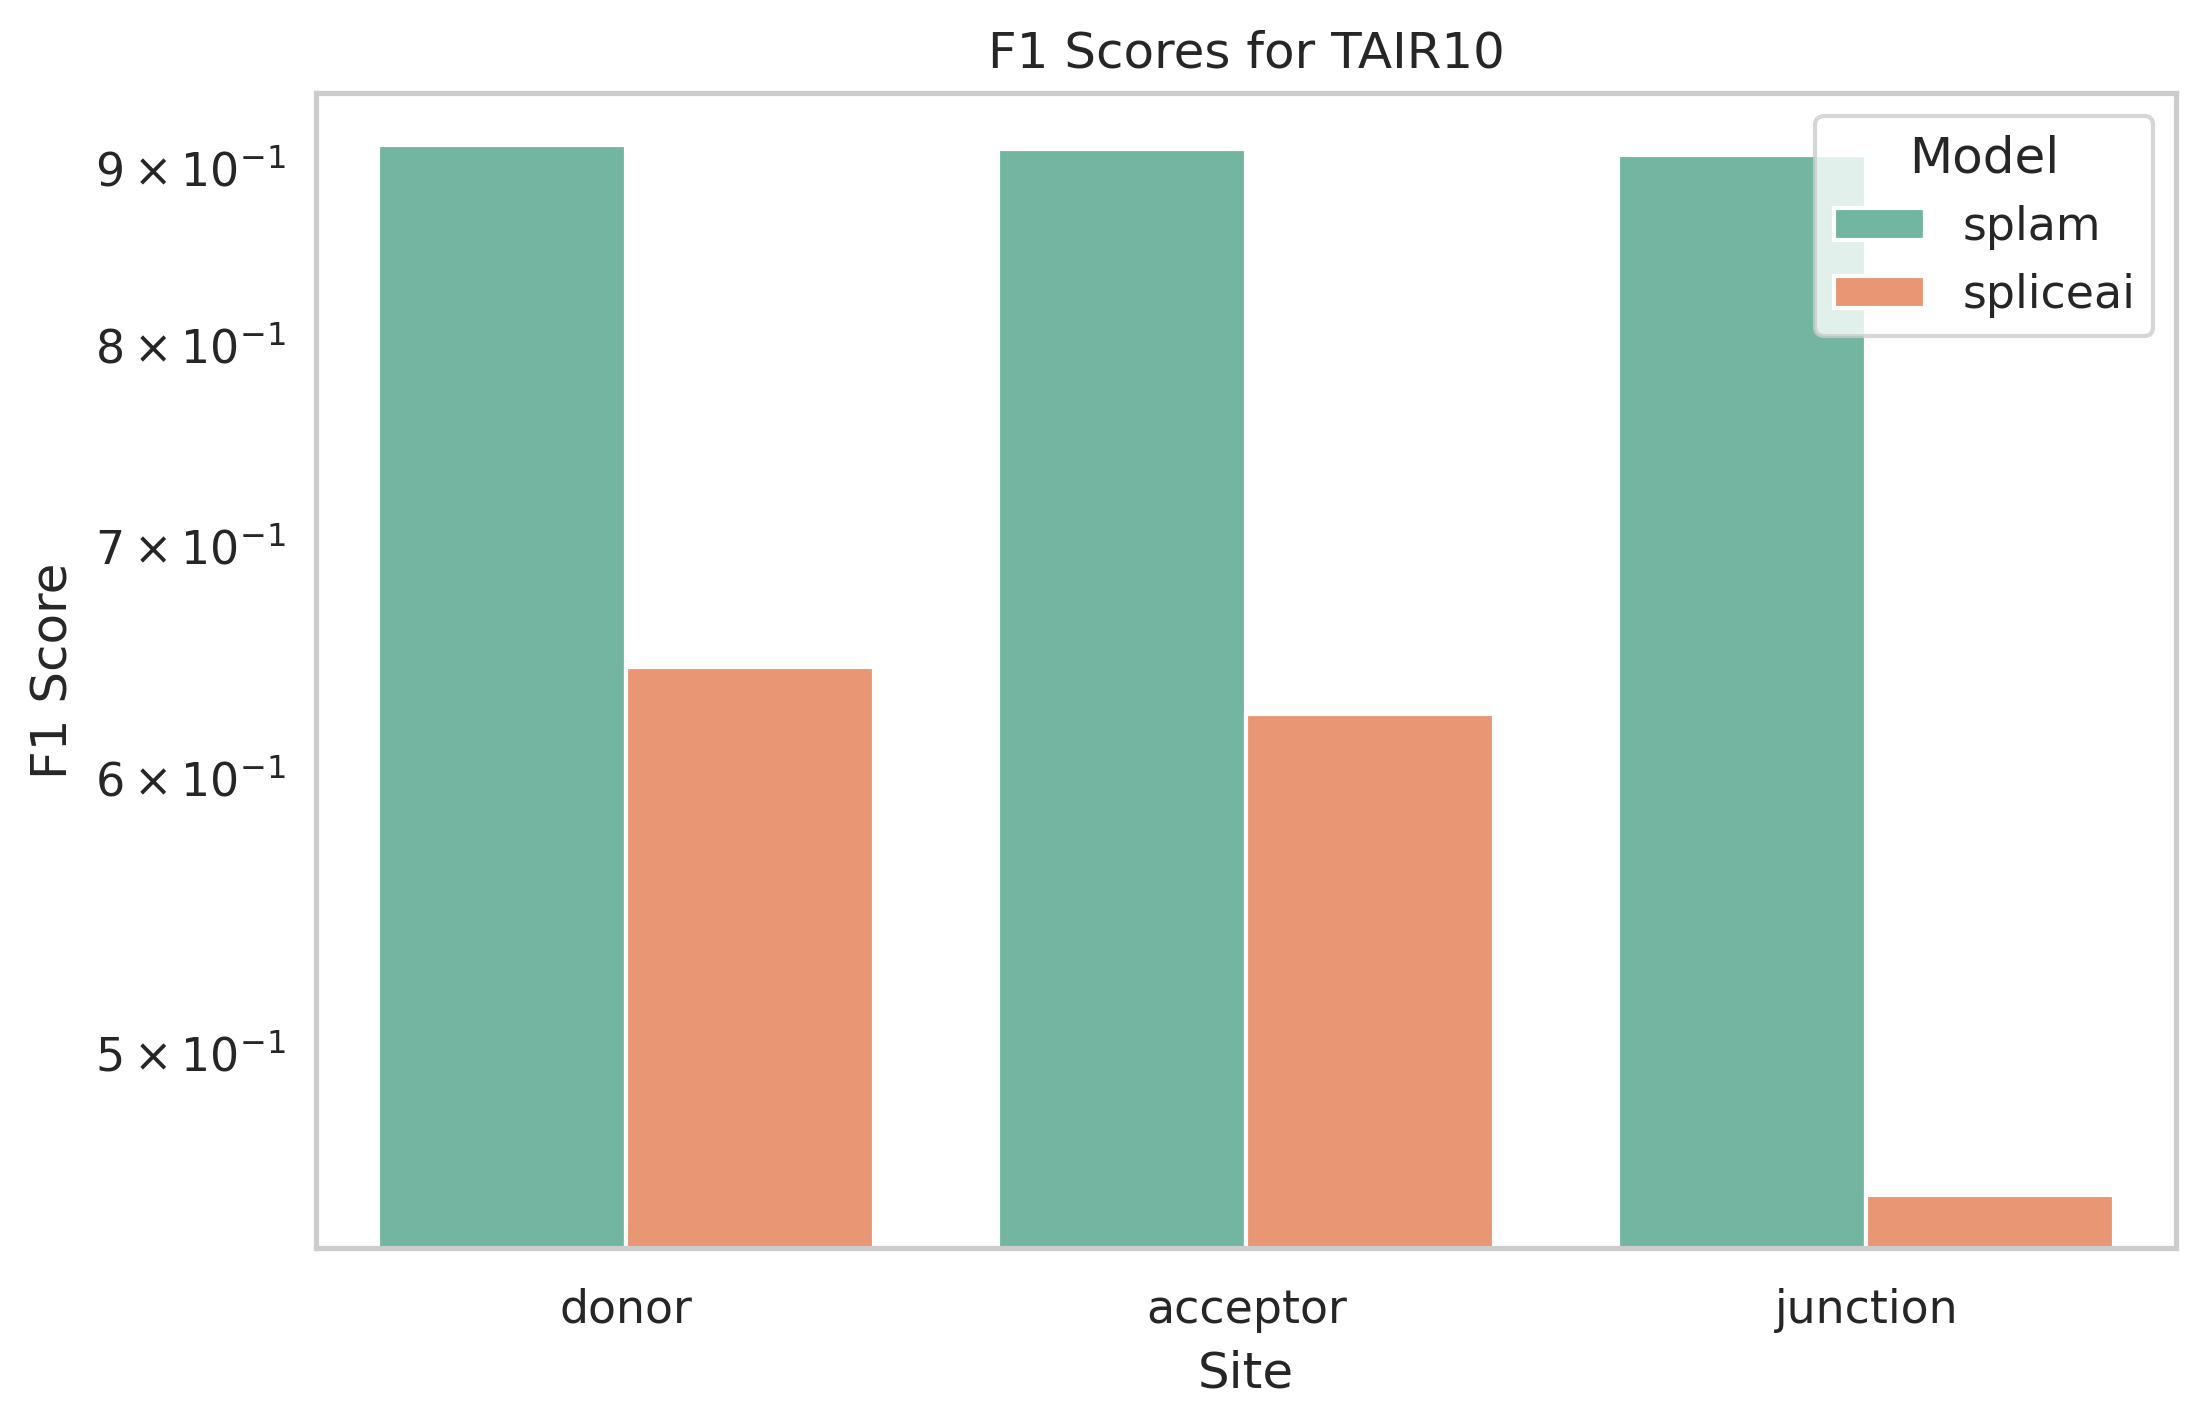 F1 Scores for TAIR10
Model
splam
spliceai
F1 Score
9 × 10⁻¹
8 × 10⁻¹
7 × 10⁻¹
6 × 10⁻¹
5 × 10⁻¹
donor
acceptor
junction
Site